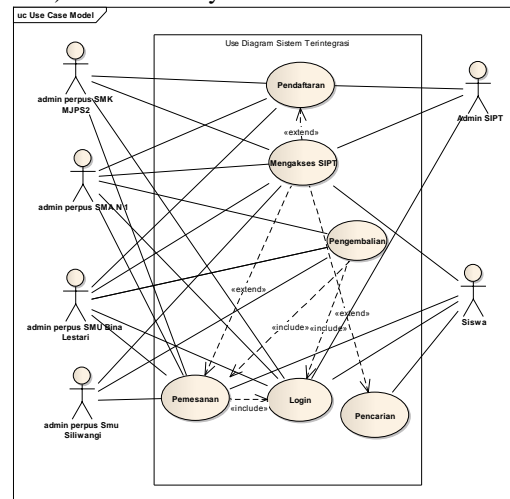 uc Use Case Model
Use Diagram Sistem Terintegrasi
Pendaftaran
admin perpus SMK
MJPS2
Admin SIPT
«extend»
Mengakses SIPT
admin perpus SMA N 1
Pengembalian
«extend»
«extend»
«include»
«include»
admin perpus SMU Bina
Lestari
Siswa
Pemesanan
Login
«include»
Pencarian
admin perpus Smu
Siliwangi